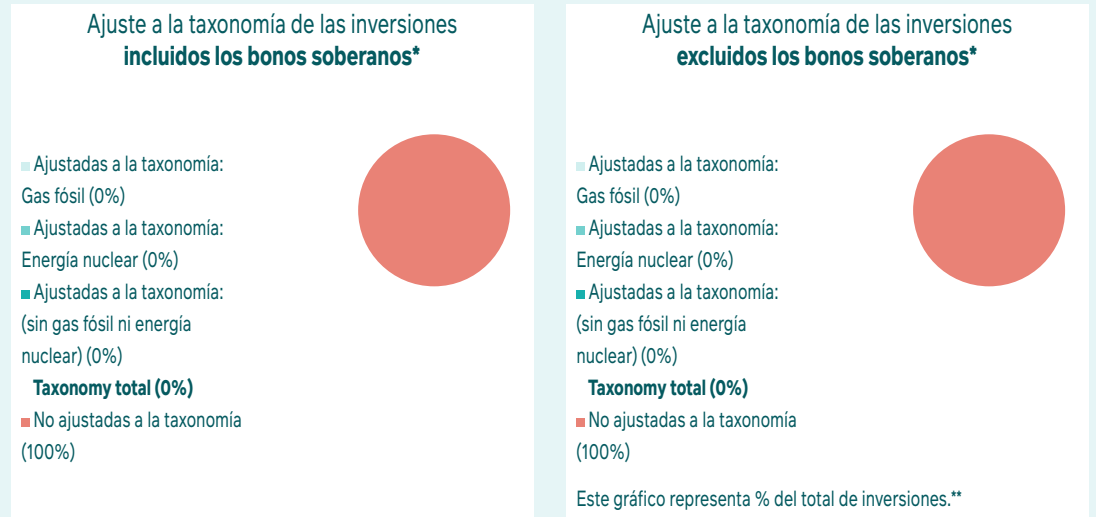 Ajuste a la taxonomía de las inversiones
incluidos los bonos soberanos*
Ajustadas a la taxonomía:
Gas fósil (0%)
Ajustadas a la taxonomía:
Energía nuclear (0%)
Ajustadas a la taxonomía:
(sin gas fósil ni energía
nuclear) (0%)
Taxonomy total (0%)
No ajustadas a la taxonomía
(100%)
Ajuste a la taxonomía de las inversiones
excluidos los bonos soberanos*
Ajustadas a la taxonomía:
Gas fósil (0%)
Ajustadas a la taxonomía:
Energía nuclear (0%)
Ajustadas a la taxonomía:
(sin gas fósil ni energía
nuclear) (0%)
Taxonomy total (0%)
No ajustadas a la taxonomía
(100%)
Este gráfico representa % del total de inversiones.**